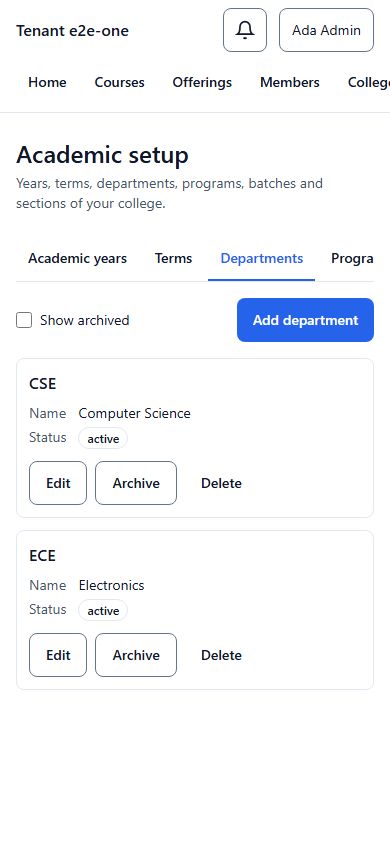 Tenant e2e-one
Ada Admin
Home Courses Offerings Members
Academic setup
Years, terms, departments, programs, batches and
sections of your college.
Academic years Terms Departments
Show archived
Add department
CSE
Name Computer Science
Status active
Edit Archive Delete
ECE
Name Electronics
Status active
Edit Archive Delete